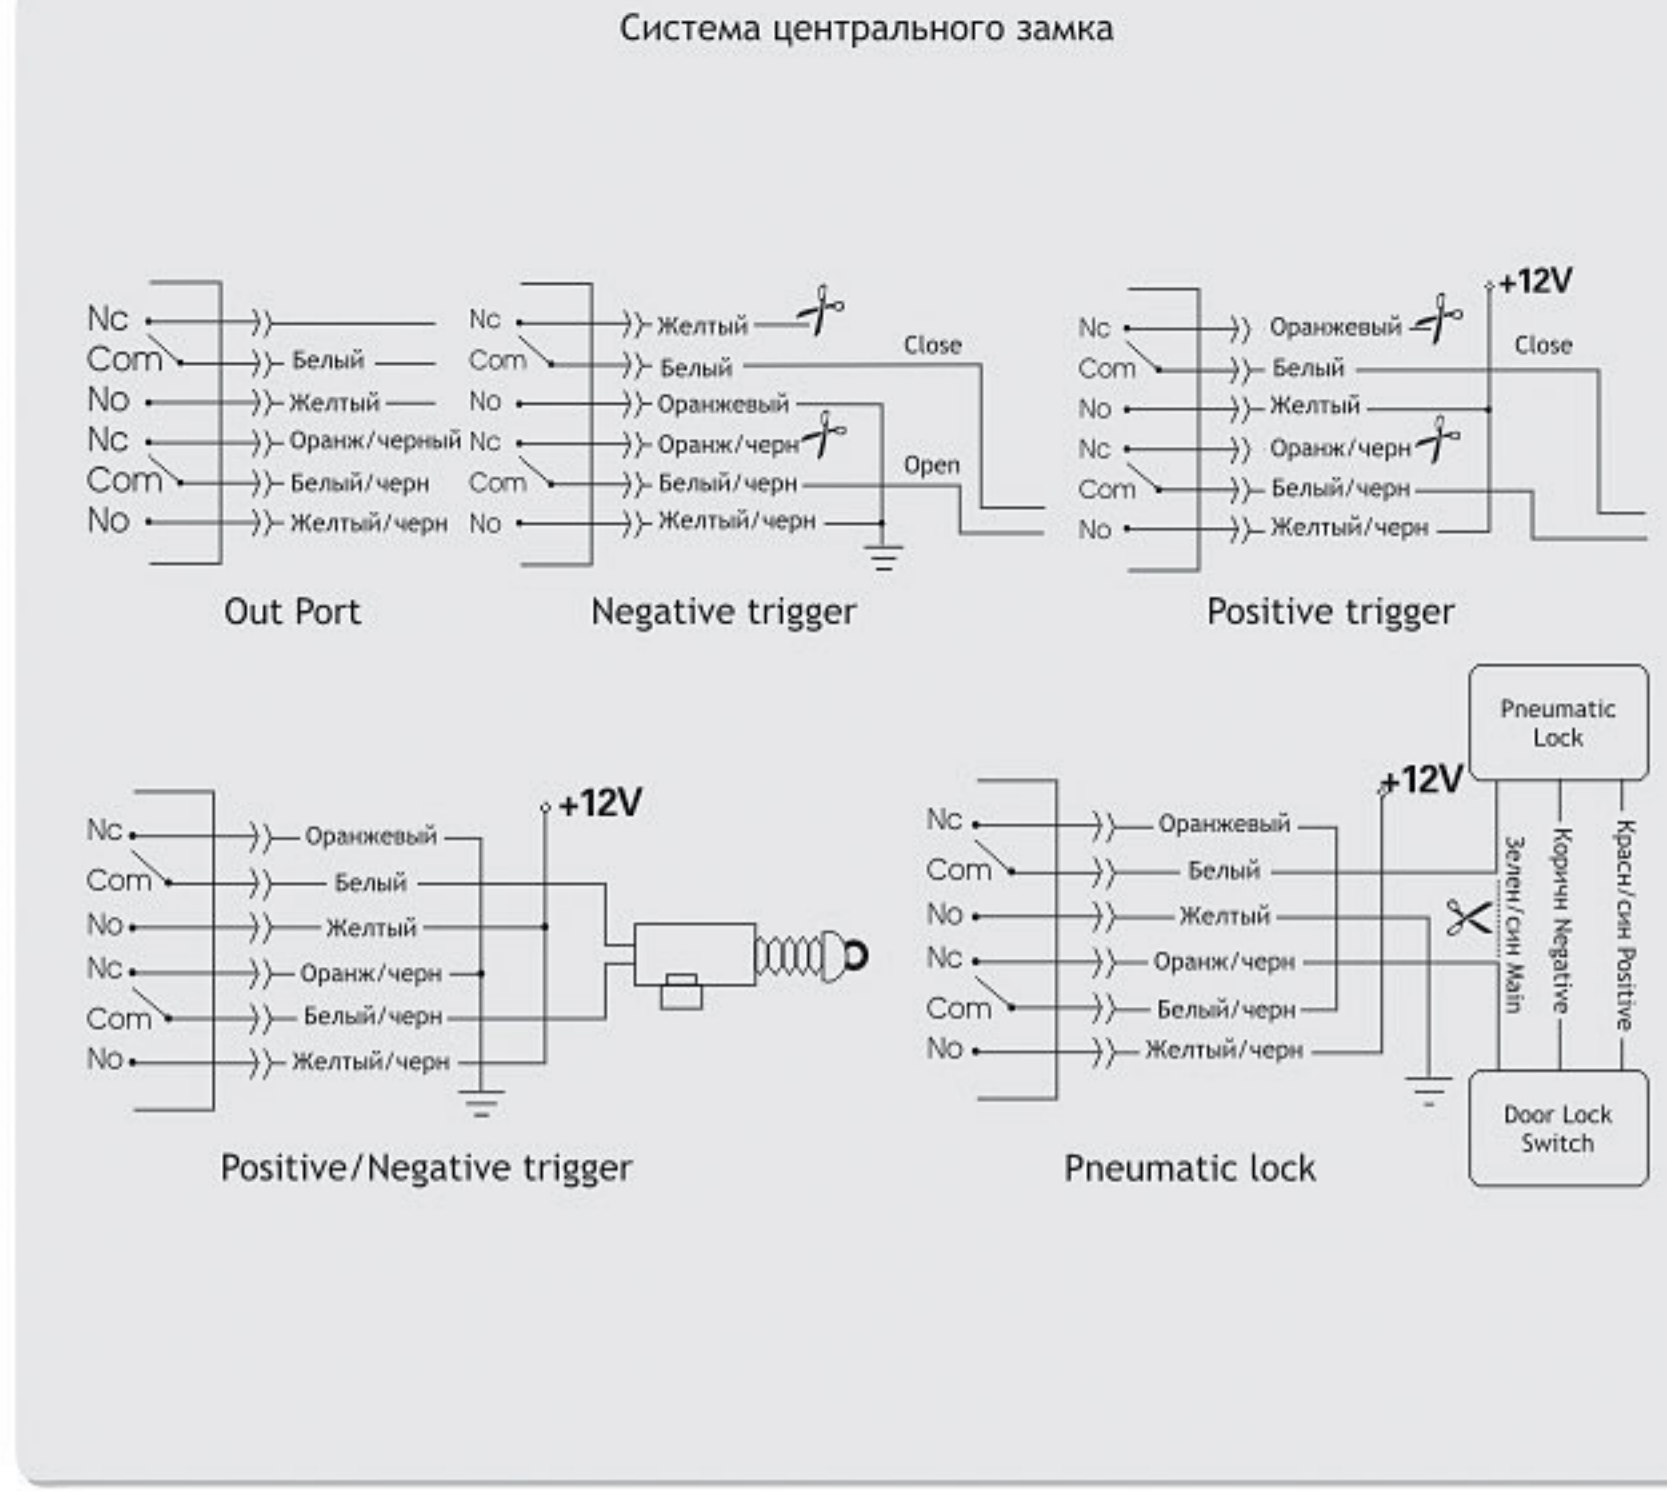 Система центрального замка
Nc
Com
Белый
No
Желтый
Nc
Оранж/черный
Com
Белый/черн
No
Желтый/черн
Out Port
Nc
Желтый
Com
Белый
Close
No
Оранжевый
Nc
Оранж/черн
Com
Белый/черн
Open
No
Желтый/черн
Negative trigger
+12V
Nc
Оранжевый
Com
Белый
Close
No
Желтый
Nc
Оранж/черн
Com
Белый/черн
No
Желтый/черн
Positive trigger
+12V
Nc
Оранжевый
Com
Белый
No
Желтый
Nc
Оранж/черн
Com
Белый/черн
No
Желтый/черн
Positive/Negative trigger
Pneumatic
Lock
+12V
Nc
Оранжевый
Com
Белый
No
Желтый
Nc
Оранж/черн
Com
Белый/черн
No
Желтый/черн
Зелен/син Main
Коричн Negative
Красн/син Positive
Door Lock
Switch
Pneumatic lock